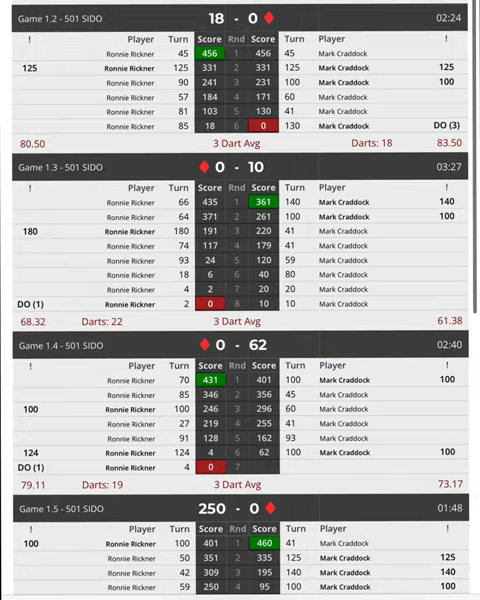 Game 1.2 - 501 SIDO 18 - 0 02:24
! Player Turn Score Rnd Score Turn Player !
Ronnie Rickner 45 456 1 456 45 Mark Craddock
125 Ronnie Rickner 125 331 2 331 125 Mark Craddock 125
Ronnie Rickner 90 241 3 231 100 Mark Craddock 100
Ronnie Rickner 57 184 4 171 60 Mark Craddock
Ronnie Rickner 81 103 5 130 41 Mark Craddock
Ronnie Rickner 85 18 6 0 130 Mark Craddock DO (3)
80.50 3 Dart Avg Darts: 18 83.50
Game 1.3 - 501 SIDO 0 - 10 03:27
! Player Turn Score Rnd Score Turn Player !
Ronnie Rickner 66 435 1 361 140 Mark Craddock 140
Ronnie Rickner 64 371 2 261 100 Mark Craddock 100
180 Ronnie Rickner 180 191 3 220 41 Mark Craddock
Ronnie Rickner 74 117 4 179 41 Mark Craddock
Ronnie Rickner 93 24 5 120 59 Mark Craddock
Ronnie Rickner 18 6 6 40 80 Mark Craddock
Ronnie Rickner 4 2 7 20 20 Mark Craddock
DO (1) Ronnie Rickner 2 0 8 10 10 Mark Craddock
68.32 Darts: 22 3 Dart Avg 61.38
Game 1.4 - 501 SIDO 0 - 62 02:40
! Player Turn Score Rnd Score Turn Player !
Ronnie Rickner 70 431 1 401 100 Mark Craddock 100
Ronnie Rickner 85 346 2 356 45 Mark Craddock
100 Ronnie Rickner 100 246 3 296 60 Mark Craddock
Ronnie Rickner 27 219 4 255 41 Mark Craddock
Ronnie Rickner 91 128 5 162 93 Mark Craddock
124 Ronnie Rickner 124 4 6 62 100 Mark Craddock 100
DO (1) Ronnie Rickner 4 0 7
79.11 Darts: 19 3 Dart Avg 73.17
Game 1.5 - 501 SIDO 250 - 0 01:48
! Player Turn Score Rnd Score Turn Player !
100 Ronnie Rickner 100 401 1 460 41 Mark Craddock
Ronnie Rickner 50 351 2 335 125 Mark Craddock 125
Ronnie Rickner 42 309 3 195 140 Mark Craddock 140
Ronnie Rickner 59 250 4 95 100 Mark Craddock 100